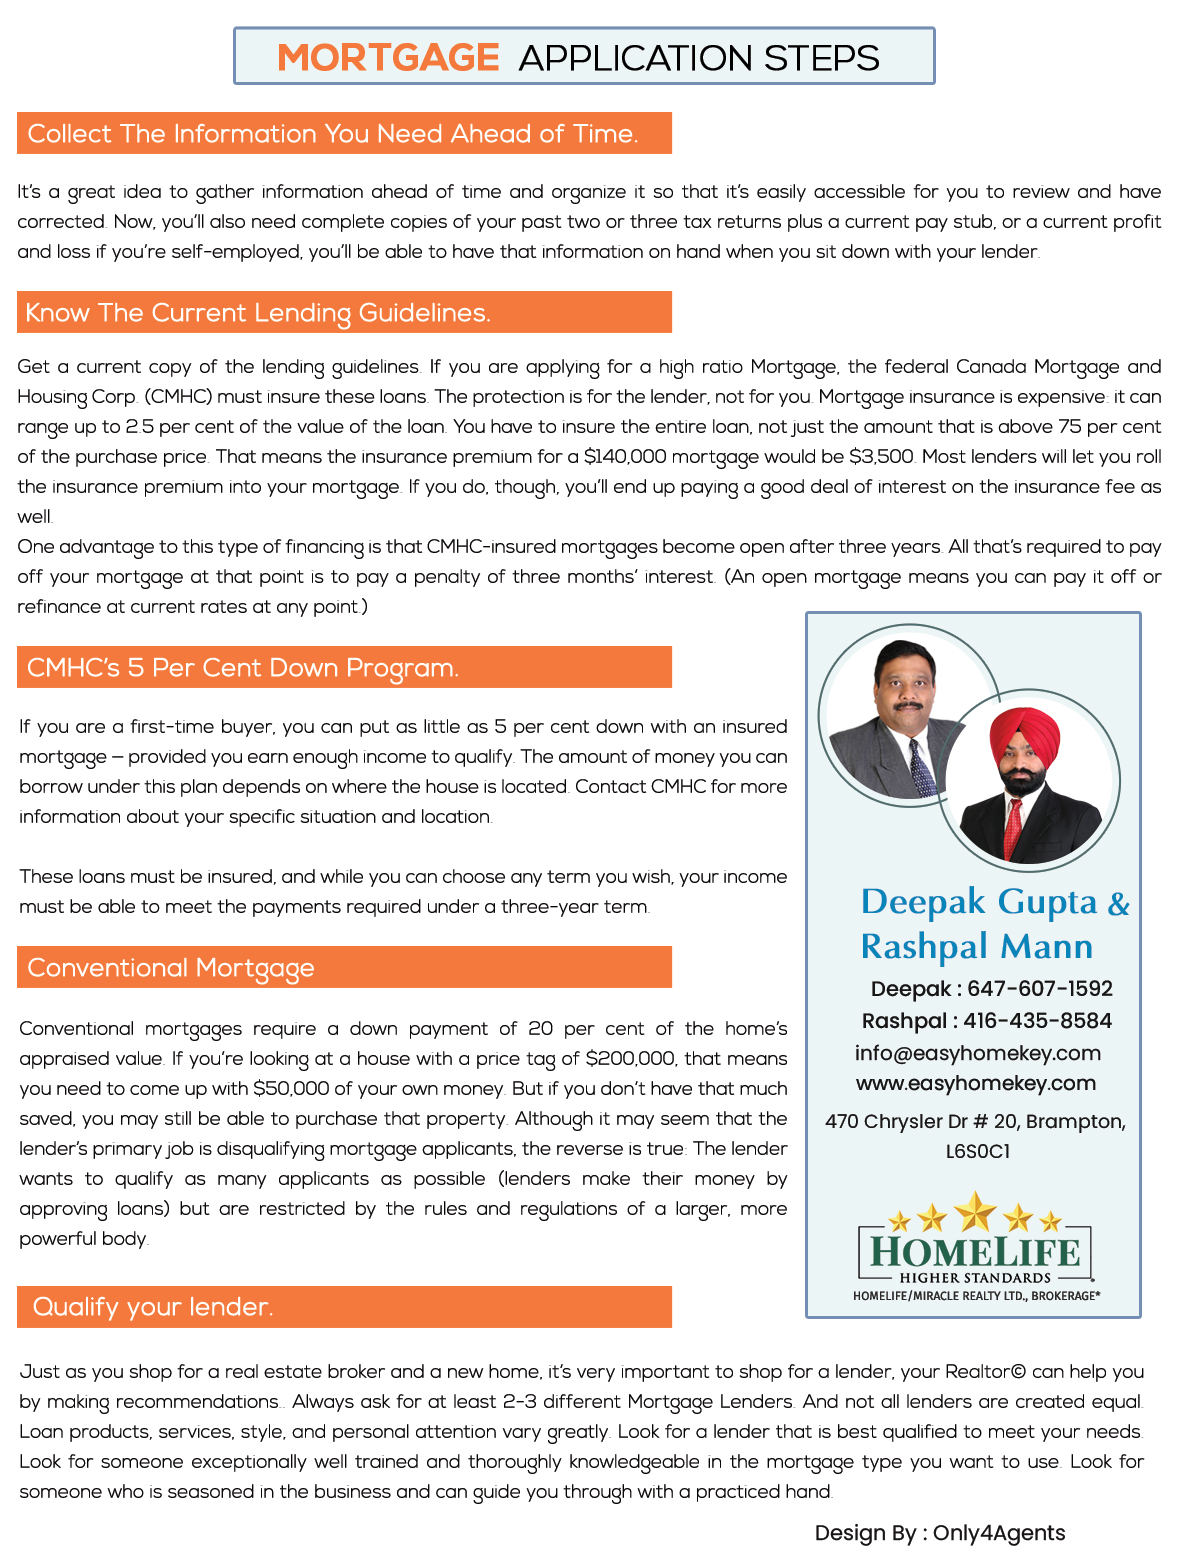 MORTGAGE APPLICATION STEPS
Collect The Information You Need Ahead of Time.
It's a great idea to gather information ahead of time and organize it so that it's easily accessible for you to review and have
corrected. Now, you'll also need complete copies of your past two or three tax returns plus a current pay stub, or a current profit
and loss if you're self-employed, you'll be able to have that information on hand when you sit down with your lender.
Know The Current Lending Guidelines.
Get a current copy of the lending guidelines. If you are applying for a high ratio Mortgage, the federal Canada Mortgage and
Housing Corp. (CMHC) must insure these loans. The protection is for the lender, not for you. Mortgage insurance is expensive: it can
range up to 2.5 per cent of the value of the loan. You have to insure the entire loan, not just the amount that is above 75 per cent
of the purchase price. That means the insurance premium for a $140,000 mortgage would be $3,500. Most lenders will let you roll
the insurance premium into your mortgage. If you do, though, you'll end up paying a good deal of interest on the insurance fee as
well.
One advantage to this type of financing is that CMHC-insured mortgages become open after three years. All that's required to pay
off your mortgage at that point is to pay a penalty of three months' interest. (An open mortgage means you can pay it off or
refinance at current rates at any point.)
CMHC's 5 Per Cent Down Program.
If you are a first-time buyer, you can put as little as 5 per cent down with an insured
mortgage – provided you earn enough income to qualify. The amount of money you can
borrow under this plan depends on where the house is located. Contact CMHC for more
information about your specific situation and location.
These loans must be insured, and while you can choose any term you wish, your income
must be able to meet the payments required under a three-year term.
Conventional Mortgage
Conventional mortgages require a down payment of 20 per cent of the home's
appraised value. If you're looking at a house with a price tag of $200,000, that means
you need to come up with $50,000 of your own money. But if you don't have that much
saved, you may still be able to purchase that property. Although it may seem that the
lender's primary job is disqualifying mortgage applicants, the reverse is true: The lender
wants to qualify as many applicants as possible (lenders make their money by
approving loans) but are restricted by the rules and regulations of a larger, more
powerful body.
Deepak Gupta &
Rashpal Mann
Deepak : 647-607-1592
Rashpal : 416-435-8584
info@easyhomekey.com
www.easyhomekey.com
470 Chrysler Dr # 20, Brampton,
L6S0C1
HOMELIFE
HIGHER STANDARDS
HOMELIFE/MIRACLE REALTY LTD., BROKERAGE*
Qualify your lender.
Just as you shop for a real estate broker and a new home, it's very important to shop for a lender, your Realtor© can help you
by making recommendations.. Always ask for at least 2-3 different Mortgage Lenders. And not all lenders are created equal.
Loan products, services, style, and personal attention vary greatly. Look for a lender that is best qualified to meet your needs.
Look for someone exceptionally well trained and thoroughly knowledgeable in the mortgage type you want to use. Look for
someone who is seasoned in the business and can guide you through with a practiced hand.
Design By : Only4Agents